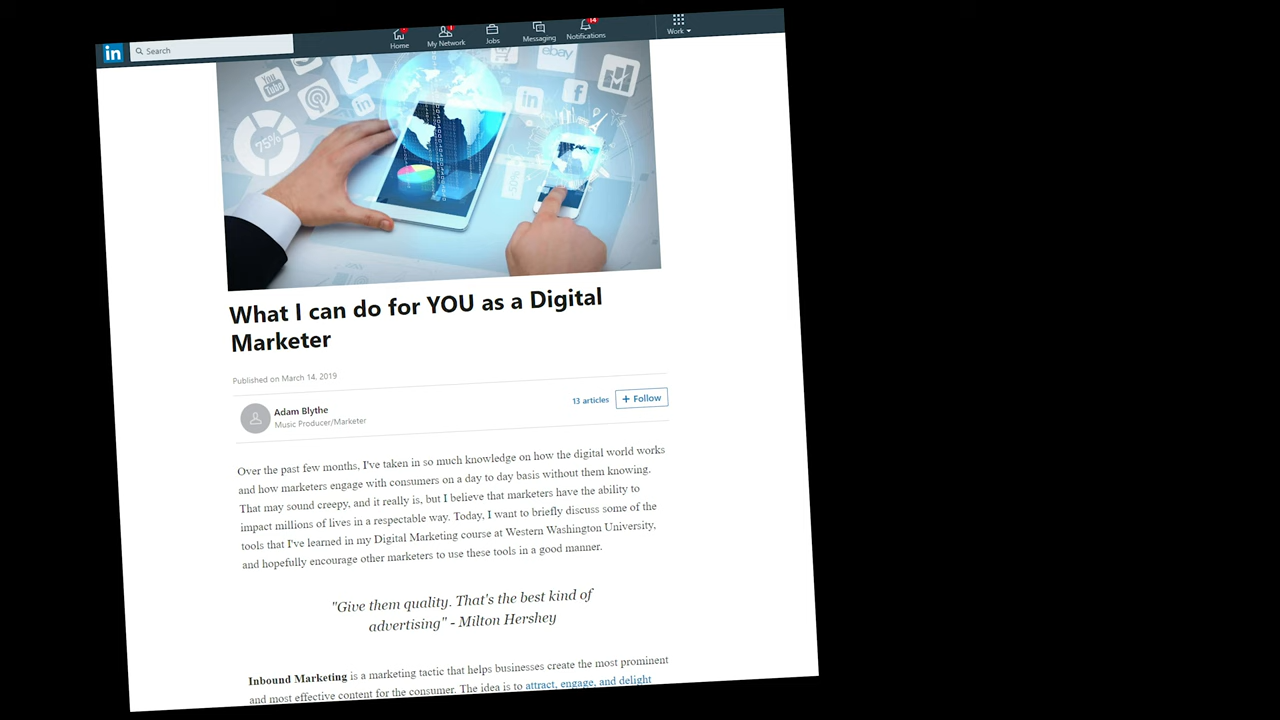 in
Search
Home
My Network
Jobs
Messaging
14
Notifications
Work
You
Tube
ebay
in
in
f
75%
-50%
What I can do for YOU as a Digital
Marketer
Published on March 14, 2019
Adam Blythe
Music Producer/Marketer
13 articles
+ Follow
Over the past few months, I've taken in so much knowledge on how the digital world works
and how marketers engage with consumers on a day to day basis without them knowing.
That may sound creepy, and it really is, but I believe that marketers have the ability to
impact millions of lives in a respectable way. Today, I want to briefly discuss some of the
tools that I've learned in my Digital Marketing course at Western Washington University,
and hopefully encourage other marketers to use these tools in a good manner.
"Give them quality. That's the best kind of
advertising" - Milton Hershey
Inbound Marketing is a marketing tactic that helps businesses create the most prominent
and most effective content for the consumer. The idea is to attract, engage, and delight